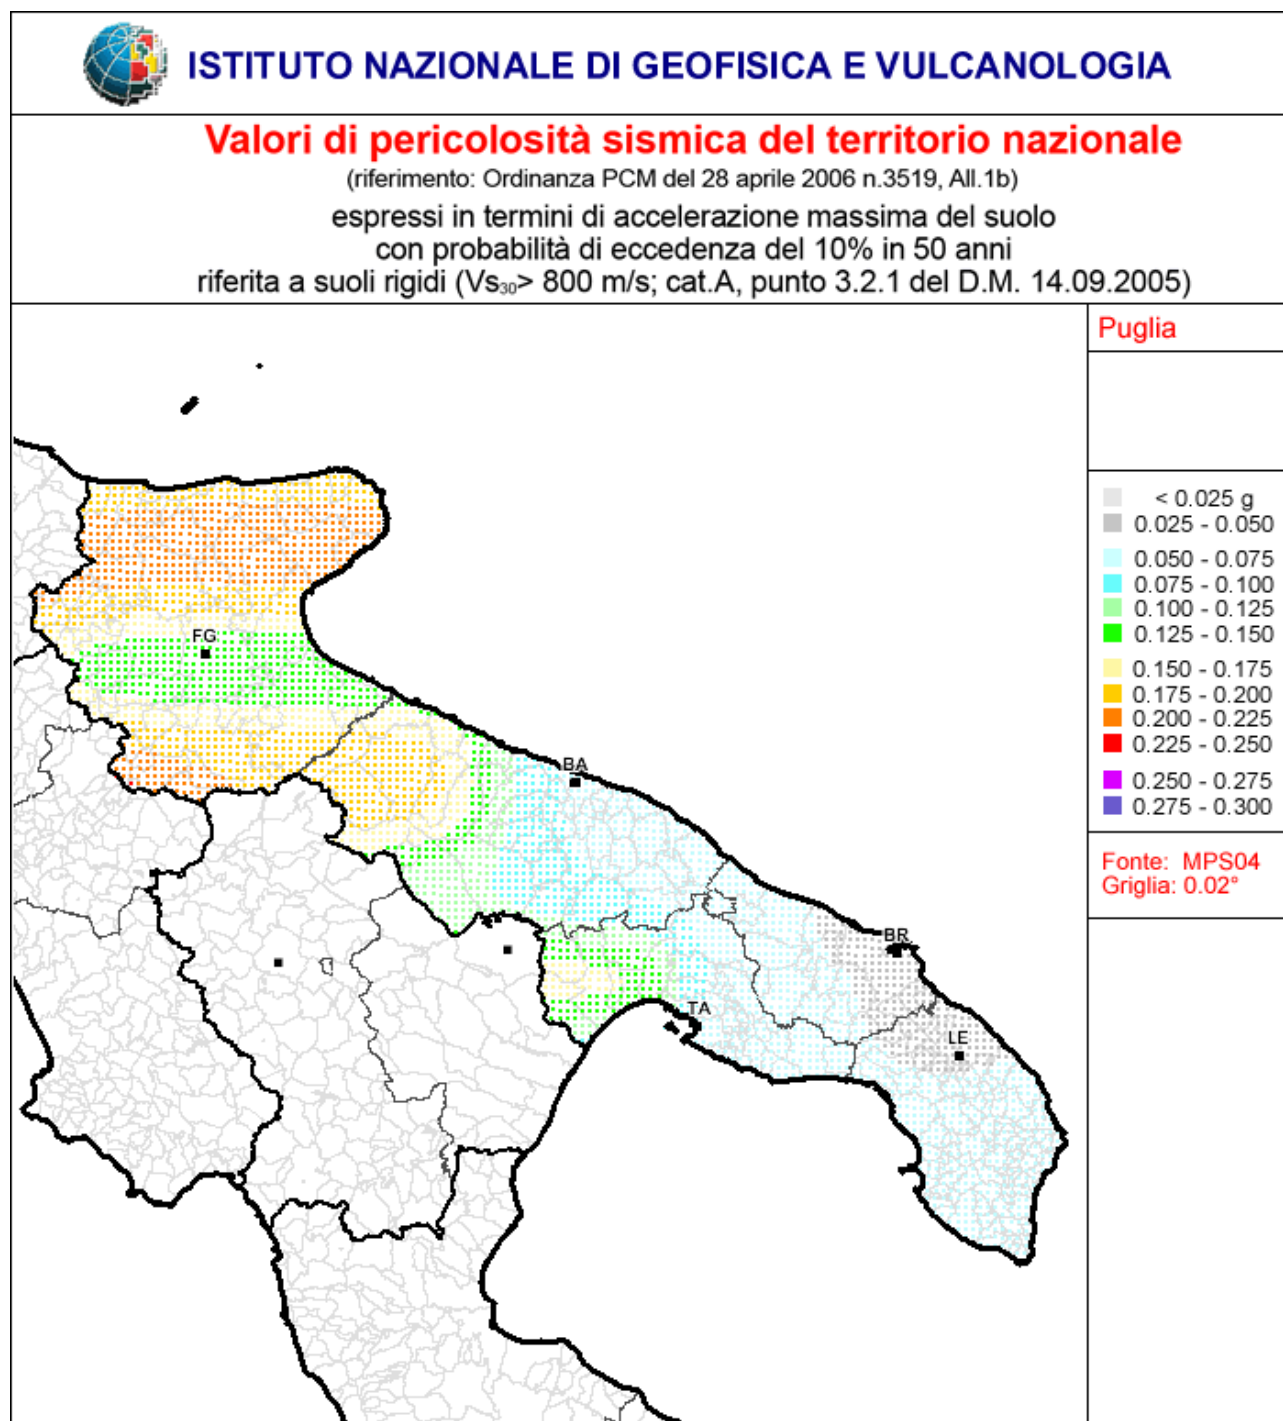 ISTITUTO NAZIONALE DI GEOFISICA E VULCANOLOGIA
Valori di pericolosità sismica del territorio nazionale
(riferimento: Ordinanza PCM del 28 aprile 2006 n.3519, All.1b)
espressi in termini di accelerazione massima del suolo
con probabilità di eccedenza del 10% in 50 anni
riferita a suoli rigidi (Vs30> 800 m/s; cat.A, punto 3.2.1 del D.M. 14.09.2005)
Puglia
< 0.025 g
0.025 - 0.050
0.050 - 0.075
0.075 - 0.100
0.100 - 0.125
0.125 - 0.150
0.150 - 0.175
0.175 - 0.200
0.200 - 0.225
0.225 - 0.250
0.250 - 0.275
0.275 - 0.300
Fonte: MPS04
Griglia: 0.02°
FG
BA
BR
TA
LE